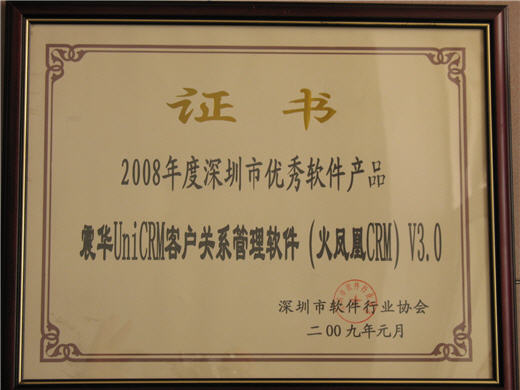 证书
2008年度深圳市优秀软件产品
震华UniCRM客户关系管理软件（火凤凰CRM）V3.0
深圳市软件行业协会
二00九年元月